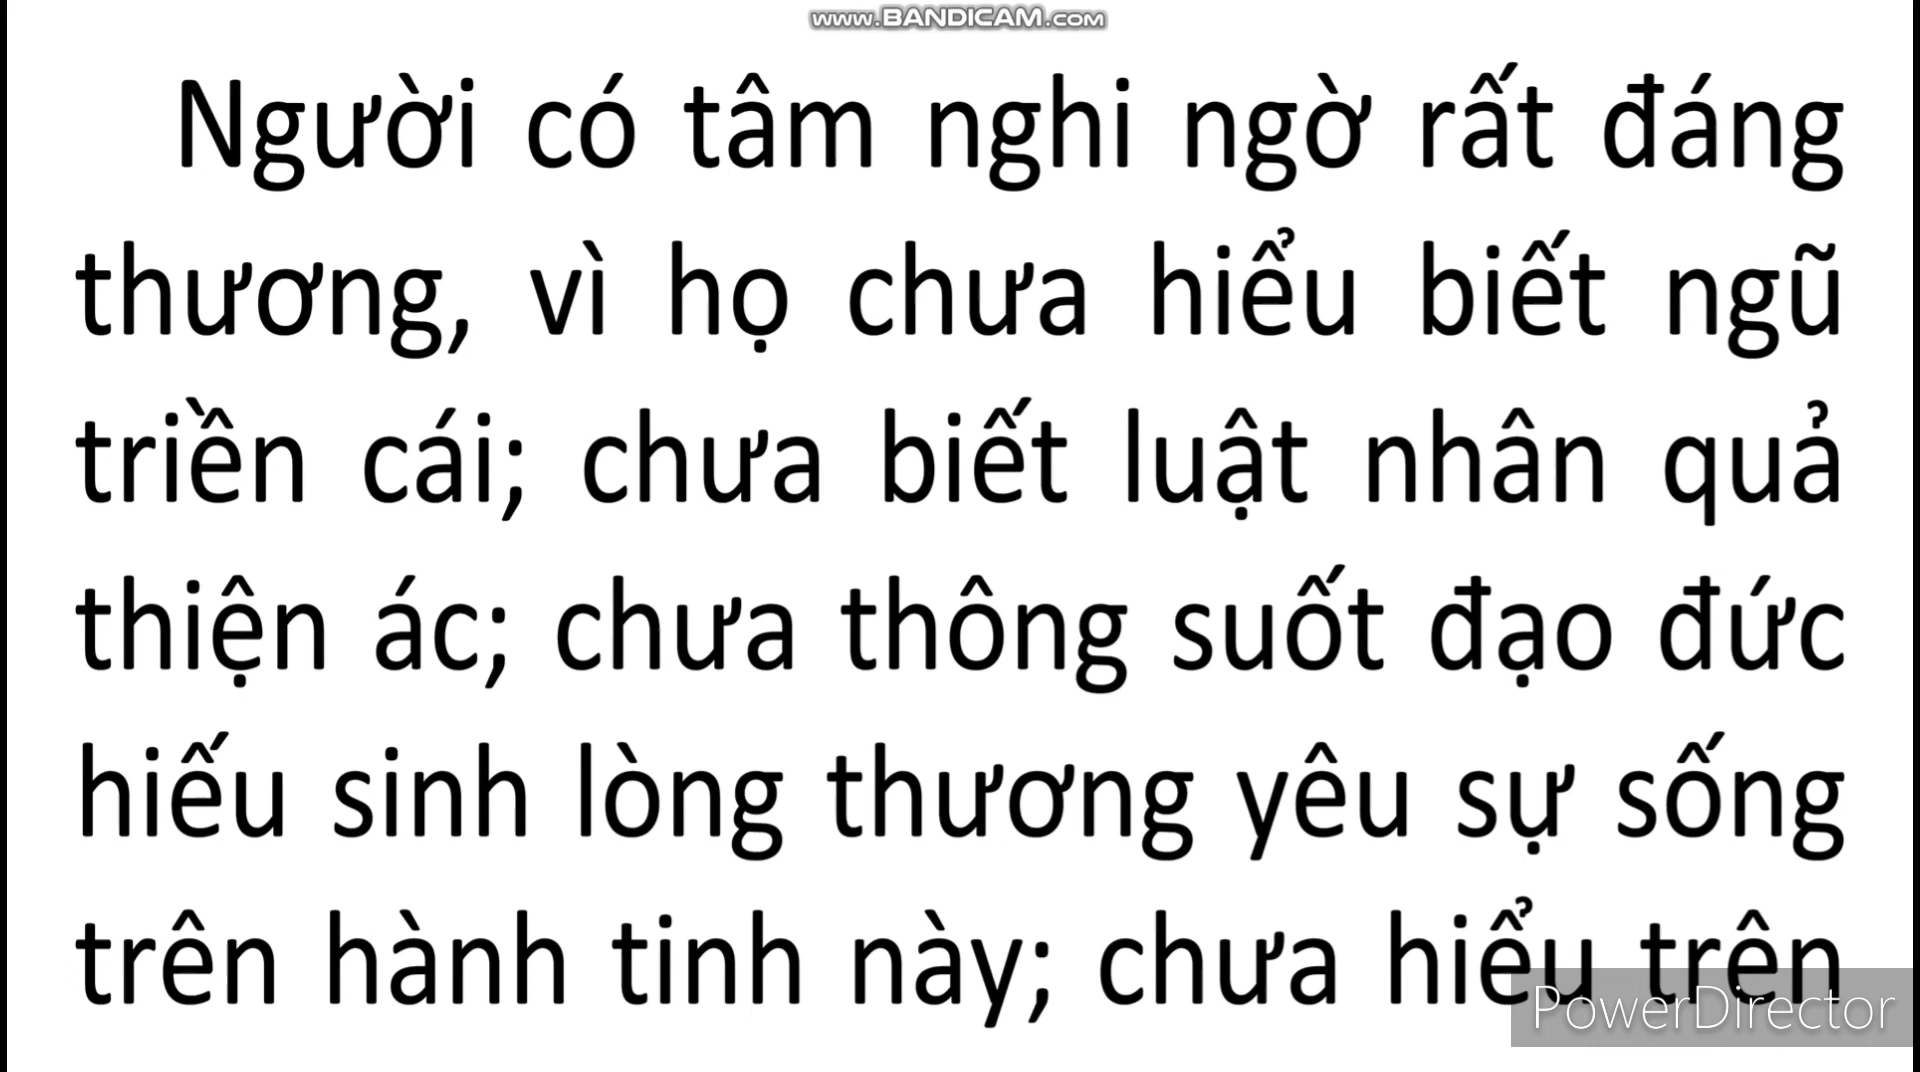 www.BANDICAM.com
Người có tâm nghi ngờ rất đáng
thương, vì họ chưa hiểu biết ngũ
triền cái; chưa biết luật nhân quả
thiện ác; chưa thông suốt đạo đức
hiếu sinh lòng thương yêu sự sống
trên hành tinh này; chưa hiểu trên
PowerDirector